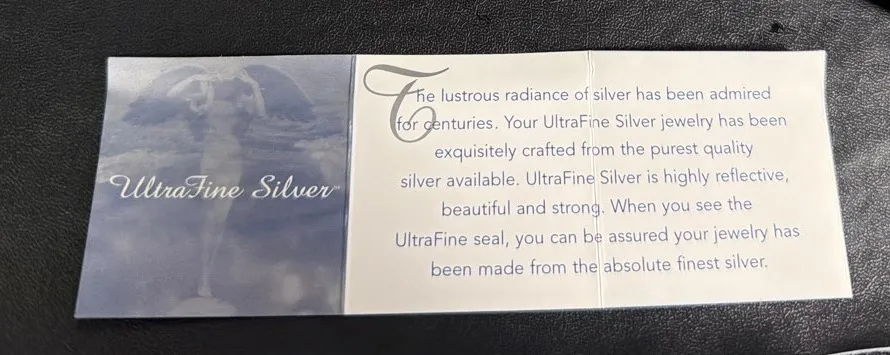 UltraFine Silver™
The lustrous radiance of silver has been admired
for centuries. Your UltraFine Silver jewelry has been
exquisitely crafted from the purest quality
silver available. UltraFine Silver is highly reflective,
beautiful and strong. When you see the
UltraFine seal, you can be assured your jewelry has
been made from the absolute finest silver.